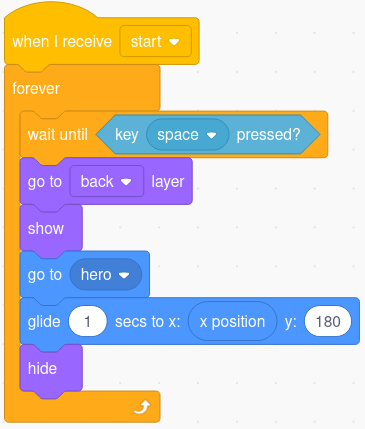 when I receive start
forever
wait until key space pressed?
go to back layer
show
go to hero
glide 1 secs to x: x position y: 180
hide